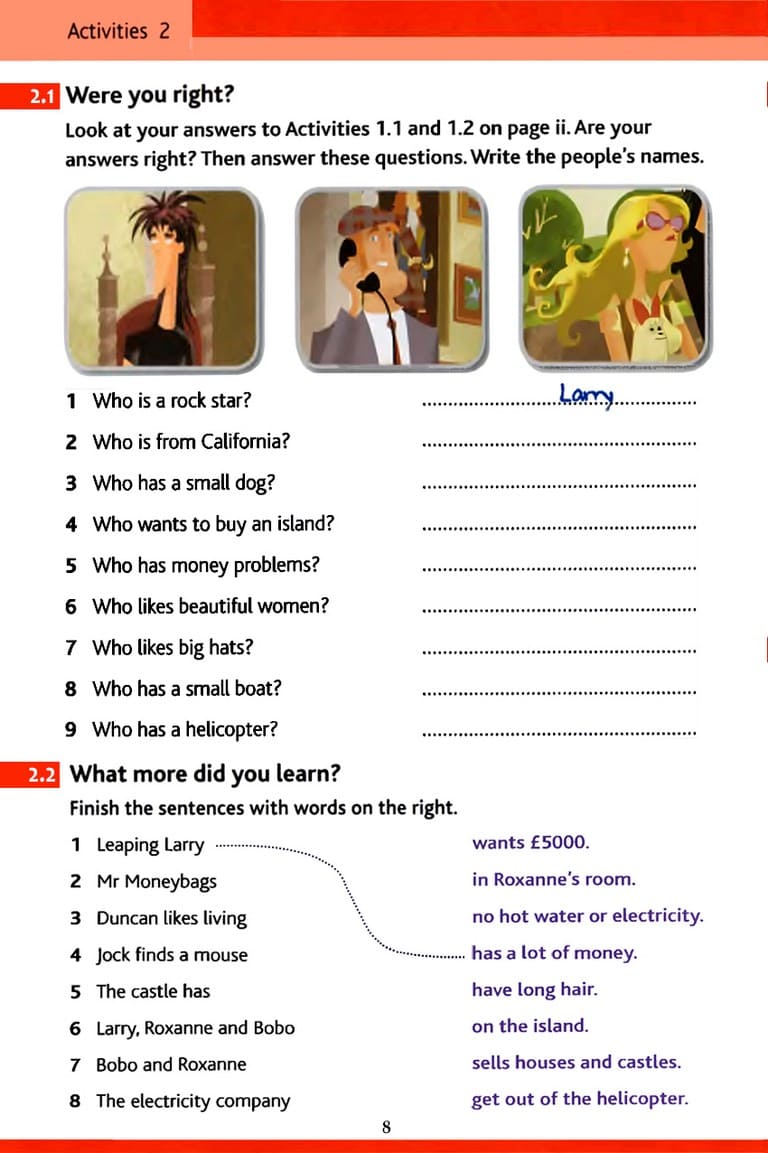 Activities 2
2.1 Were you right?
Look at your answers to Activities 1.1 and 1.2 on page ii. Are your
answers right? Then answer these questions. Write the people's names.
1 Who is a rock star? Larry
2 Who is from California?
3 Who has a small dog?
4 Who wants to buy an island?
5 Who has money problems?
6 Who likes beautiful women?
7 Who likes big hats?
8 Who has a small boat?
9 Who has a helicopter?
2.2 What more did you learn?
Finish the sentences with words on the right.
1 Leaping Larry wants £5000.
2 Mr Moneybags in Roxanne's room.
3 Duncan likes living no hot water or electricity.
4 Jock finds a mouse has a lot of money.
5 The castle has have long hair.
6 Larry, Roxanne and Bobo on the island.
7 Bobo and Roxanne sells houses and castles.
8 The electricity company get out of the helicopter.
8